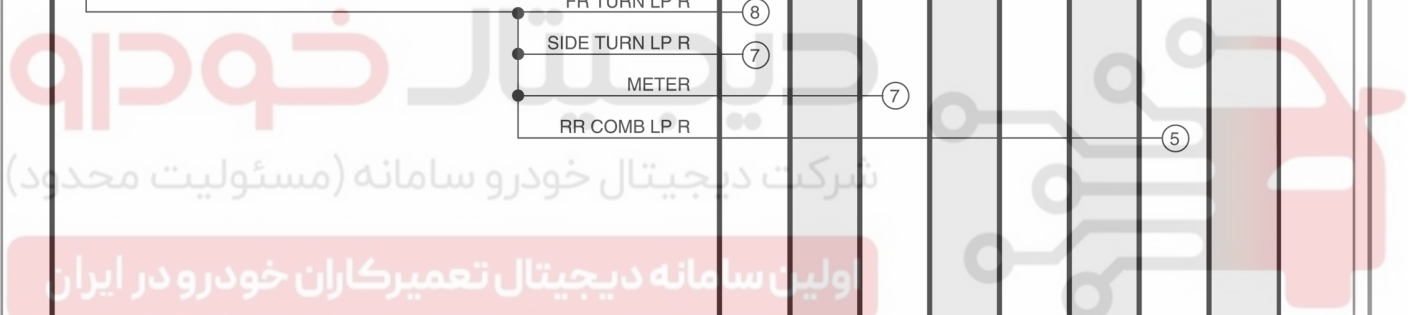 FR TURN LP R 8
SIDE TURN LP R 7
METER 7
RR COMB LP R 5
دیجیتال خودرو
شرکت دیجیتال خودرو سامانه (مسئولیت محدود)
اولین سامانه دیجیتال تعمیرکاران خودرو در ایران